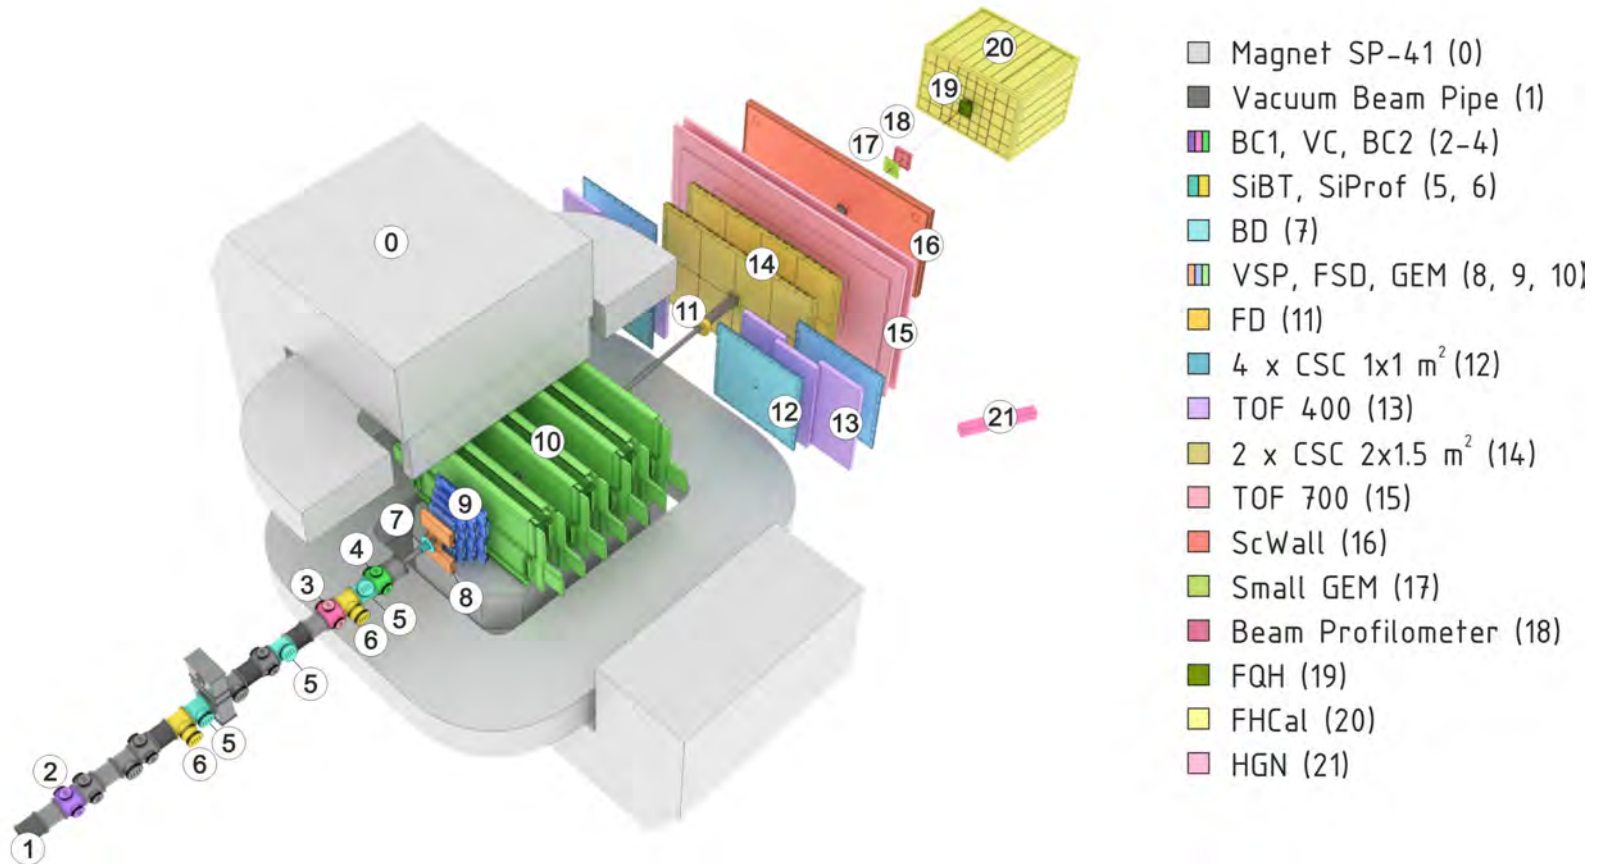 0
1
2
3
4
5
5
5
6
6
7
8
9
10
11
12
13
14
15
16
17
18
19
20
21
Magnet SP-41 (0)
Vacuum Beam Pipe (1)
BC1, VC, BC2 (2-4)
SiBT, SiProf (5, 6)
BD (7)
VSP, FSD, GEM (8, 9, 10)
FD (11)
4 x CSC 1x1 m² (12)
TOF 400 (13)
2 x CSC 2x1.5 m² (14)
TOF 700 (15)
ScWall (16)
Small GEM (17)
Beam Profilometer (18)
FQH (19)
FHCal (20)
HGN (21)